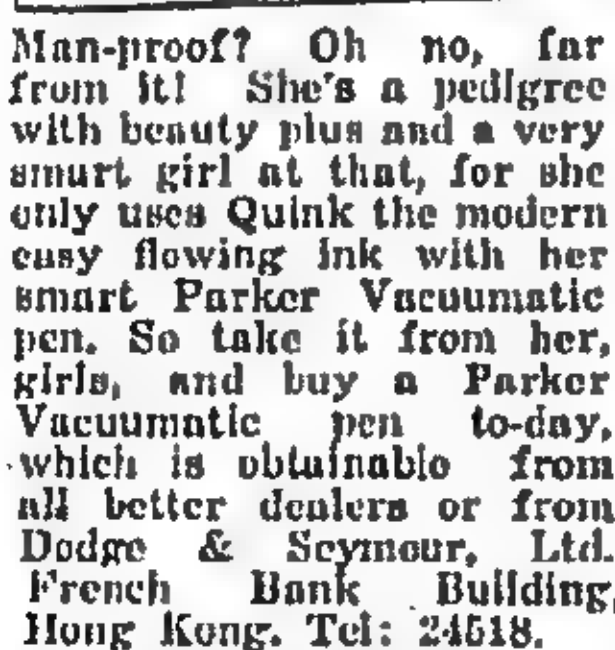 Man-proof? Oh no, far
from it! She's a pedigree
with beauty plus and a very
smart girl at that, for she
only uses Quink the modern
easy flowing ink with her
smart Parker Vacuumatic
pen. So take it from her,
girls, and buy a Parker
Vacuumatic pen to-day,
which is obtainable from
all better dealers or from
Dodge & Seymour, Ltd.
French Bank Building,
Hong Kong. Tel: 24518.